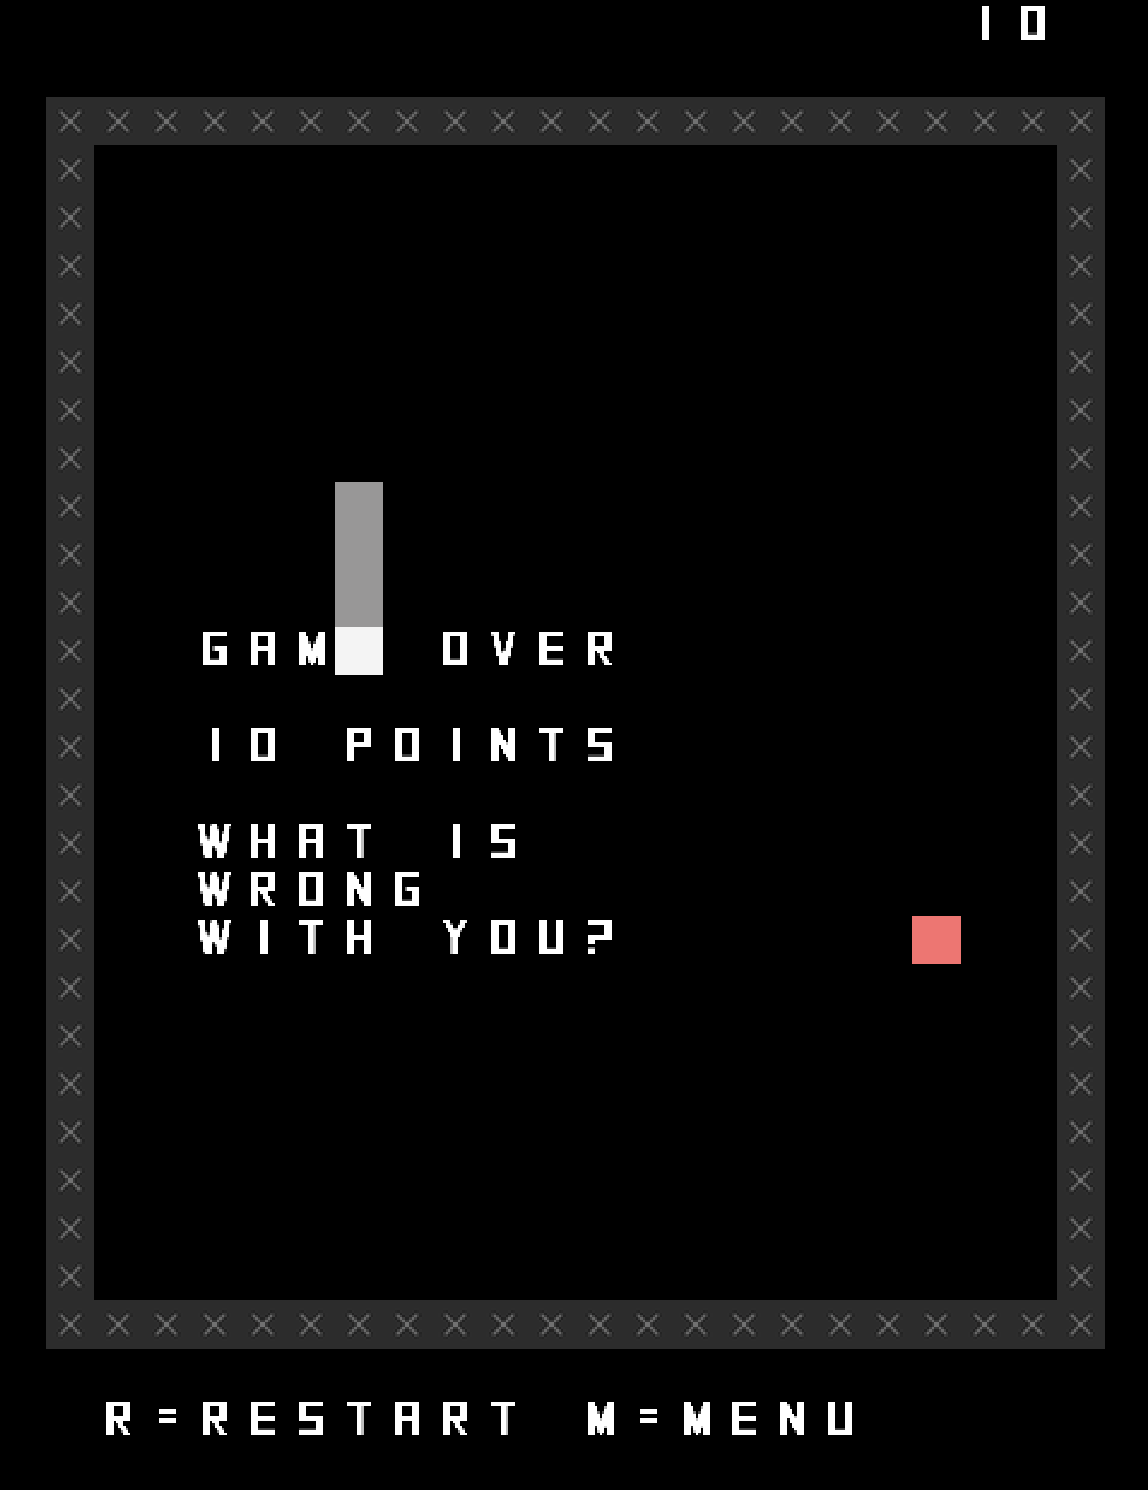 10
GAM OVER
10 POINTS
WHAT IS
WRONG
WITH YOU?
R=RESTART M=MENU